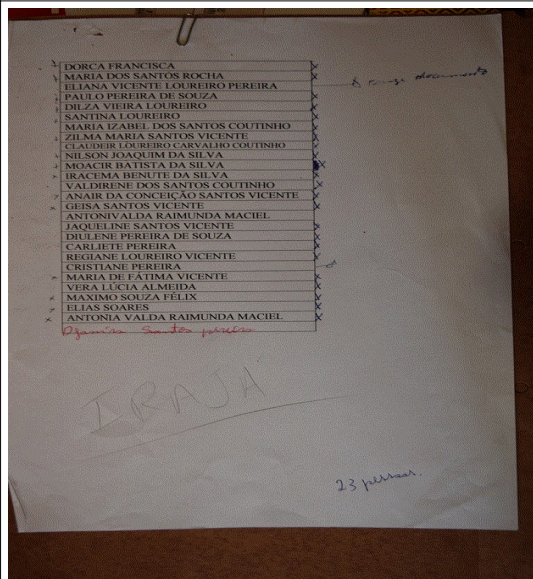 DORCA FRANCISCA
MARIA DOS SANTOS ROCHA
ELIANA VICENTE LOUREIRO PEREIRA
PAULO PEREIRA DE SOUZA
DILZA VIEIRA LOUREIRO
SANTINA LOUREIRO
MARIA IZABEL DOS SANTOS COUTINHO
ZILMA MARIA SANTOS VICENTE
CLAUDEIR LOUREIRO CARVALHO COUTINHO
NILSON JOAQUIM DA SILVA
MOACIR BATISTA DA SILVA
IRACEMA BENUTE DA SILVA
VALDIRENE DOS SANTOS COUTINHO
ANAIR DA CONCEIÇÃO SANTOS VICENTE
GEISA SANTOS VICENTE
ANTONIVALDA RAIMUNDA MACIEL
JAQUELINE SANTOS VICENTE
DIULENE PEREIRA DE SOUZA
CARLIETE PEREIRA
REGIANE LOUREIRO VICENTE
CRISTIANE PEREIRA
MARIA DE FÁTIMA VICENTE
VERA LÚCIA ALMEIDA
MAXIMO SOUZA FÉLIX
ELIAS SOARES
ANTONIA VALDA RAIMUNDA MACIEL
Santos pereira
IRAJÁ
23 pessoas.